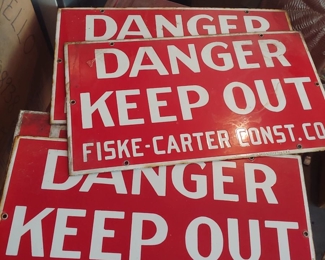 DANGER
DANGER
KEEP OUT
FISKE-CARTER CONST.CO
DANGER
KEEP OUT